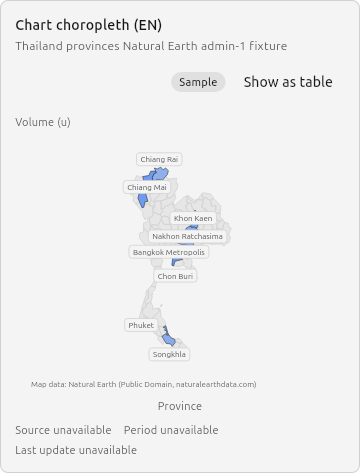 Chart choropleth (EN)
Thailand provinces Natural Earth admin-1 fixture
Sample
Show as table
Volume (u)
Chiang Rai
Chiang Mai
Khon Kaen
Nakhon Ratchasima
Bangkok Metropolis
Chon Buri
Phuket
Songkhla
Map data: Natural Earth (Public Domain, naturalearthdata.com)
Province
Source unavailable Period unavailable
Last update unavailable